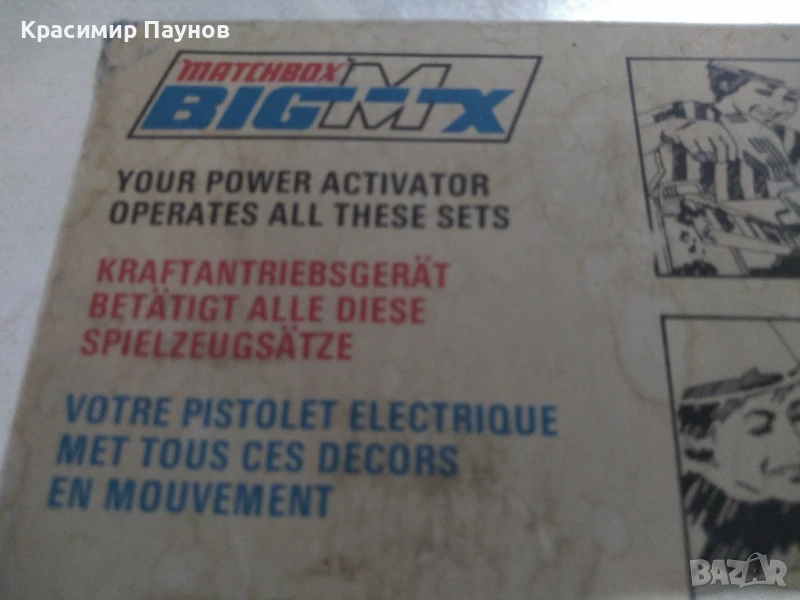 Красимир Паунов
MATCHBOX
BIG-M-X
YOUR POWER ACTIVATOR
OPERATES ALL THESE SETS
KRAFTANTRIEBSGERÄT
BETÄTIGT ALLE DIESE
SPIELZEUGSÄTZE
VOTRE PISTOLET ELECTRIQUE
MET TOUS CES DECORS
EN MOUVEMENT
BAZAR